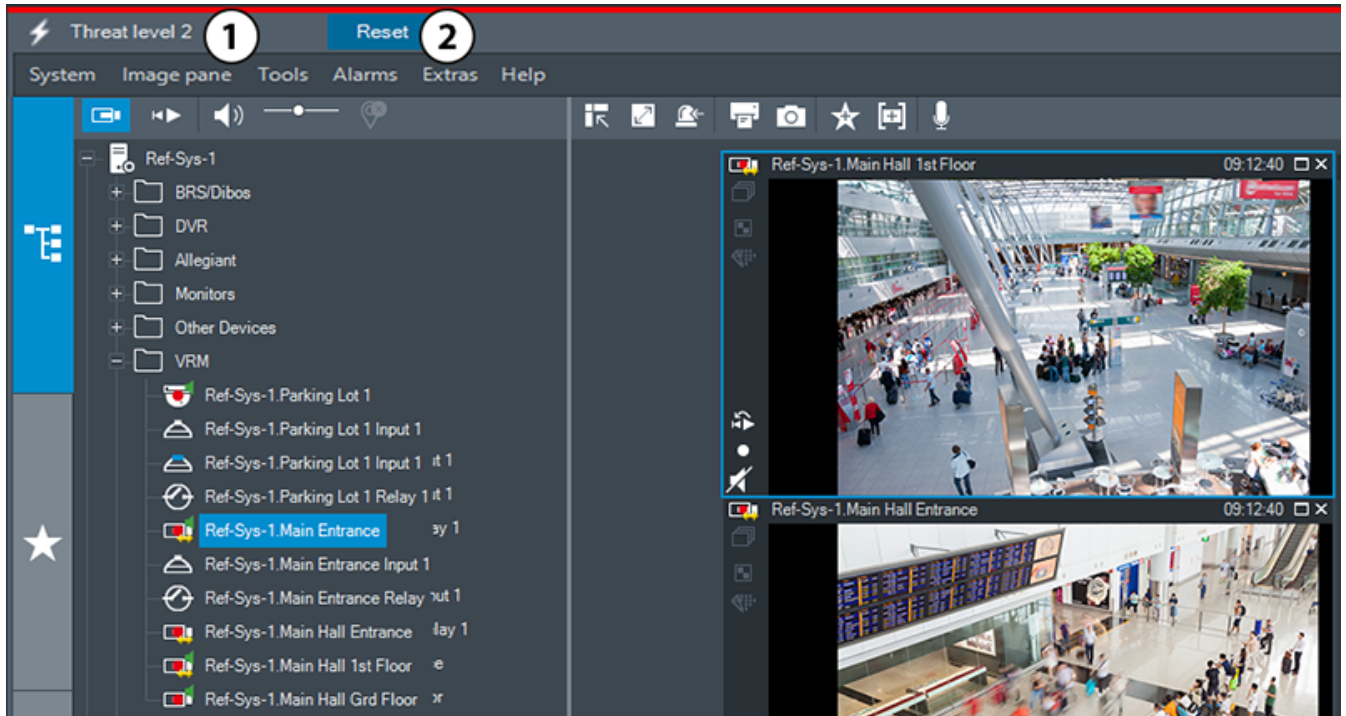 Threat level 2
1
Reset
2
System Image pane Tools Alarms Extras Help
Ref-Sys-1
BRS/Dibos
DVR
Allegiant
Monitors
Other Devices
VRM
Ref-Sys-1.Parking Lot 1
Ref-Sys-1.Parking Lot 1 Input 1
Ref-Sys-1.Parking Lot 1 Input 1
Ref-Sys-1.Parking Lot 1 Relay 1
Ref-Sys-1.Main Entrance
Ref-Sys-1.Main Entrance Input 1
Ref-Sys-1.Main Entrance Relay
Ref-Sys-1.Main Hall Entrance
Ref-Sys-1.Main Hall 1st Floor
Ref-Sys-1.Main Hall Grd Floor
Ref-Sys-1.Main Hall 1st Floor 09:12:40
Ref-Sys-1.Main Hall Entrance 09:12:40